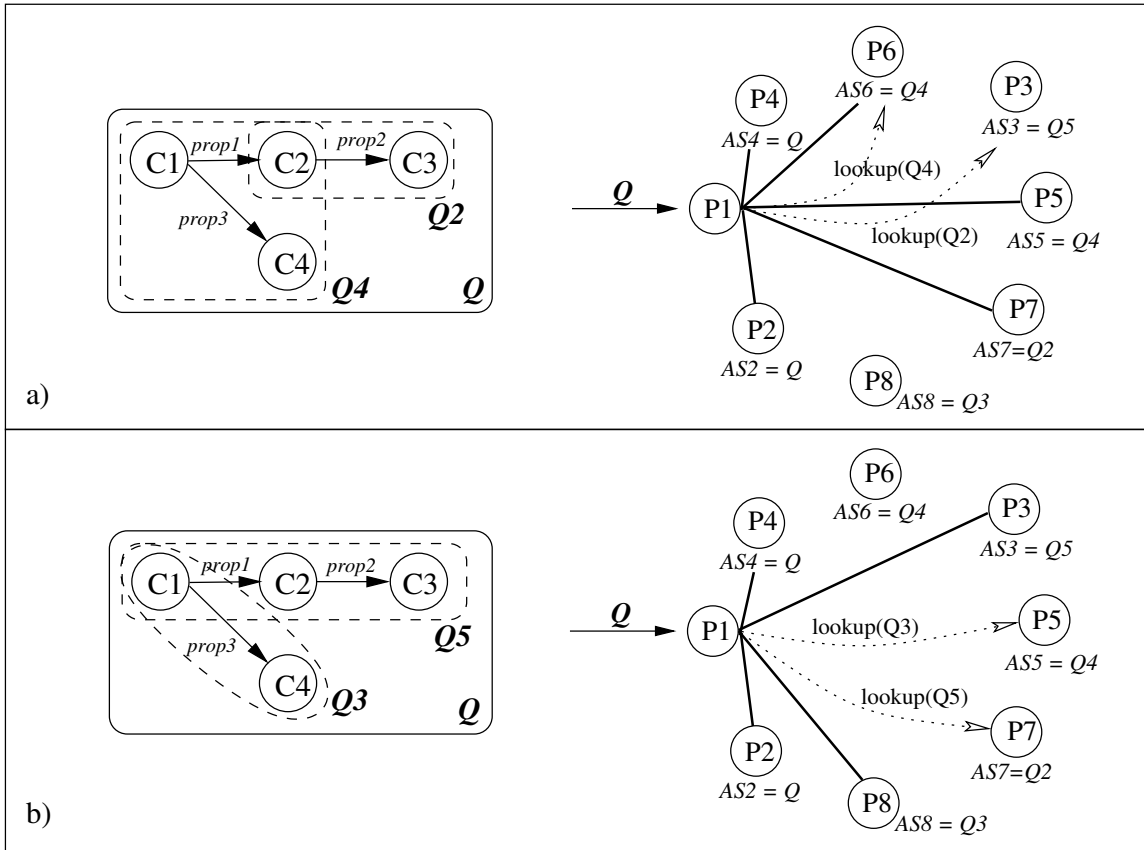 P6
AS6 = Q4
P3
AS3 = Q5
P4
AS4 = Q
C1
prop1
C2
prop2
C3
lookup(Q4)
Q2
Q
P1
P5
AS5 = Q4
lookup(Q2)
prop3
C4
Q4
Q
P2
AS2 = Q
P7
AS7=Q2
P8
AS8 = Q3
a)
P6
AS6 = Q4
P3
AS3 = Q5
P4
AS4 = Q
C1
prop1
C2
prop2
C3
Q5
Q
P1
lookup(Q3)
P5
AS5 = Q4
prop3
C4
Q3
Q
lookup(Q5)
P7
AS7=Q2
P2
AS2 = Q
P8
AS8 = Q3
b)